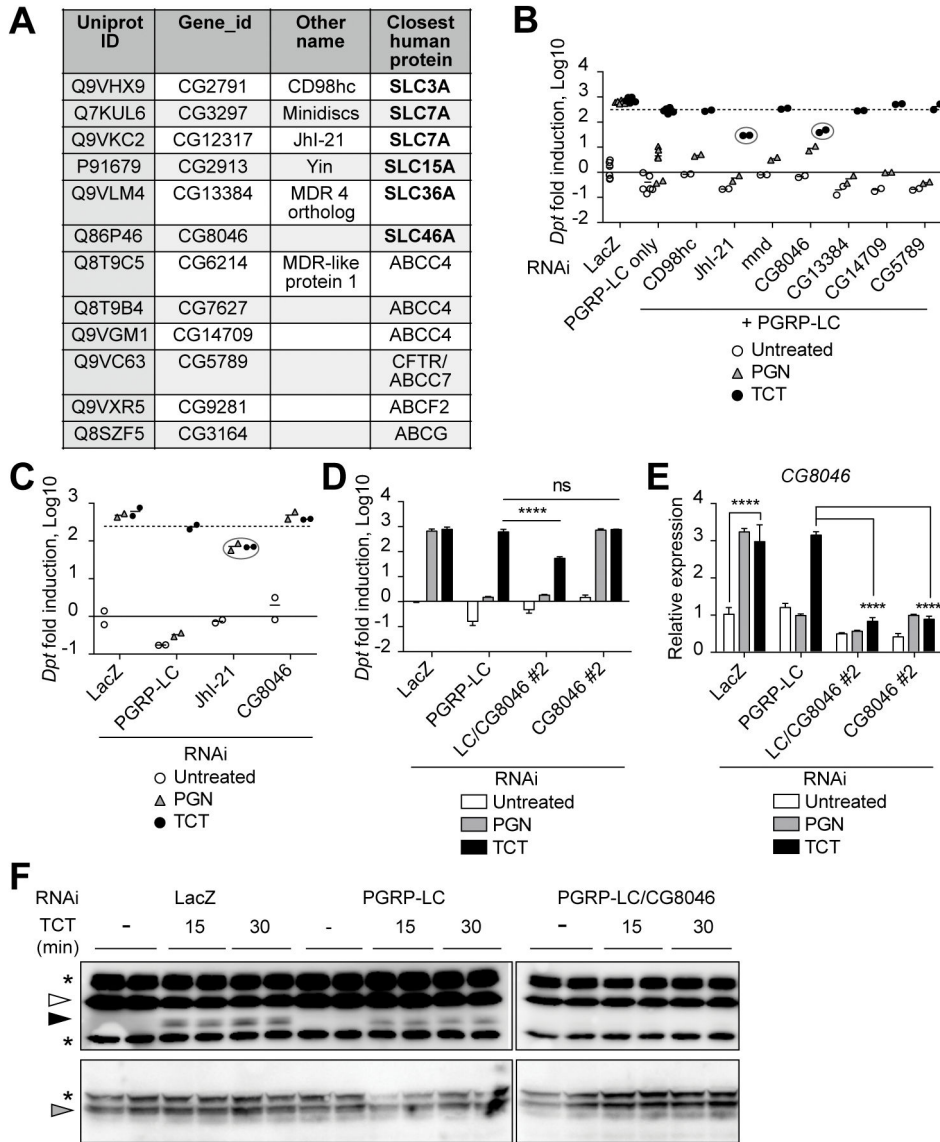 A
Uniprot ID Gene_id Other name Closest human protein
Q9VHX9 CG2791 CD98hc SLC3A
Q7KUL6 CG3297 Minidiscs SLC7A
Q9VKC2 CG12317 JhI-21 SLC7A
P91679 CG2913 Yin SLC15A
Q9VLM4 CG13384 MDR 4 ortholog SLC36A
Q86P46 CG8046 SLC46A
Q8T9C5 CG6214 MDR-like protein 1 ABCC4
Q8T9B4 CG7627 ABCC4
Q9VGM1 CG14709 ABCC4
Q9VC63 CG5789 CFTR/ ABCC7
Q9VXR5 CG9281 ABCF2
Q8SZF5 CG3164 ABCG
B
Dpt fold induction, Log10
4
3
2
1
0
-1
-2
RNAi
LacZ
PGRP-LC only
CD98hc
JhI-21
mnd
CG8046
CG13384
CG14709
CG5789
+ PGRP-LC
Untreated
PGN
TCT
C
Dpt fold induction, Log10
4
3
2
1
0
-1
LacZ
PGRP-LC
JhI-21
CG8046
RNAi
Untreated
PGN
TCT
D
Dpt fold induction, Log10
5
4
3
2
1
0
-1
ns
****
LacZ
PGRP-LC
LC/CG8046 #2
CG8046 #2
RNAi
Untreated
PGN
TCT
E
CG8046
Relative expression
4
3
2
1
0
****
****
****
LacZ
PGRP-LC
LC/CG8046 #2
CG8046 #2
RNAi
Untreated
PGN
TCT
F
RNAi LacZ PGRP-LC PGRP-LC/CG8046
TCT - 15 30 - 15 30 - 15 30
(min)
*
*
*